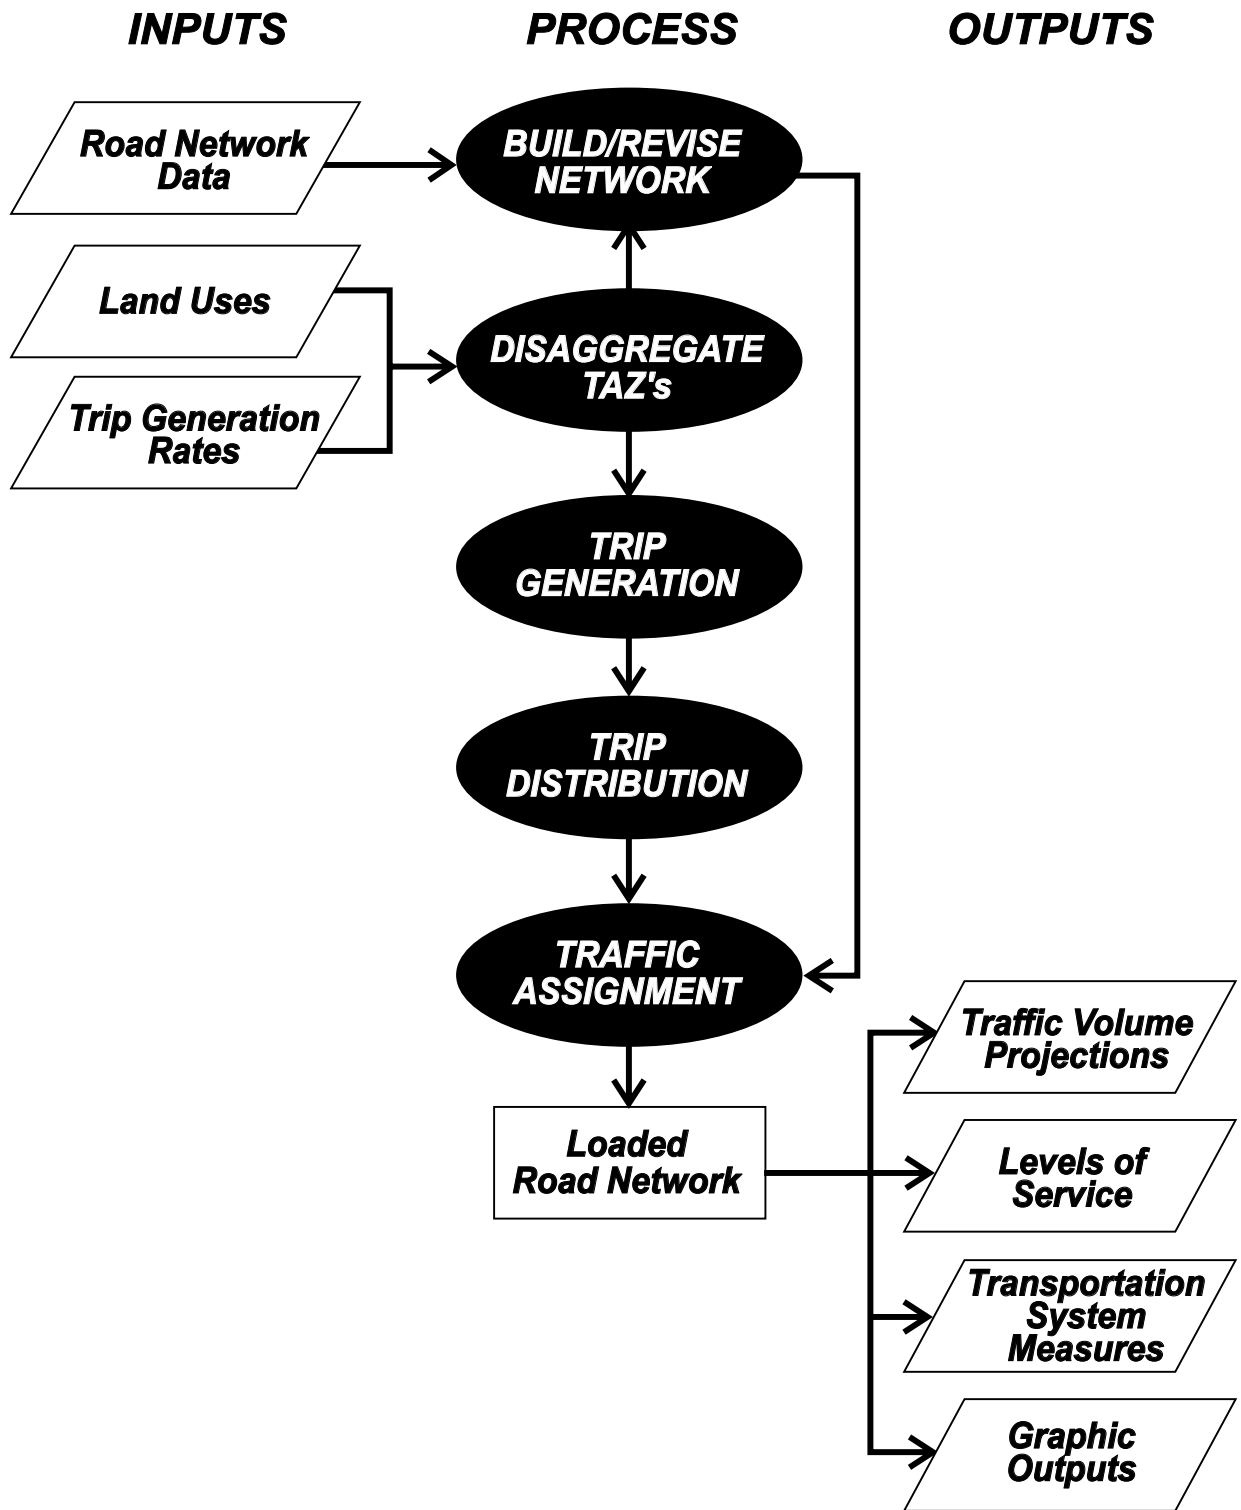 INPUTS
PROCESS
OUTPUTS
Road Network
Data
BUILD/REVISE
NETWORK
Land Uses
DISAGGREGATE
TAZ's
Trip Generation
Rates
TRIP
GENERATION
TRIP
DISTRIBUTION
TRAFFIC
ASSIGNMENT
Traffic Volume
Projections
Loaded
Road Network
Levels of
Service
Transportation
System
Measures
Graphic
Outputs